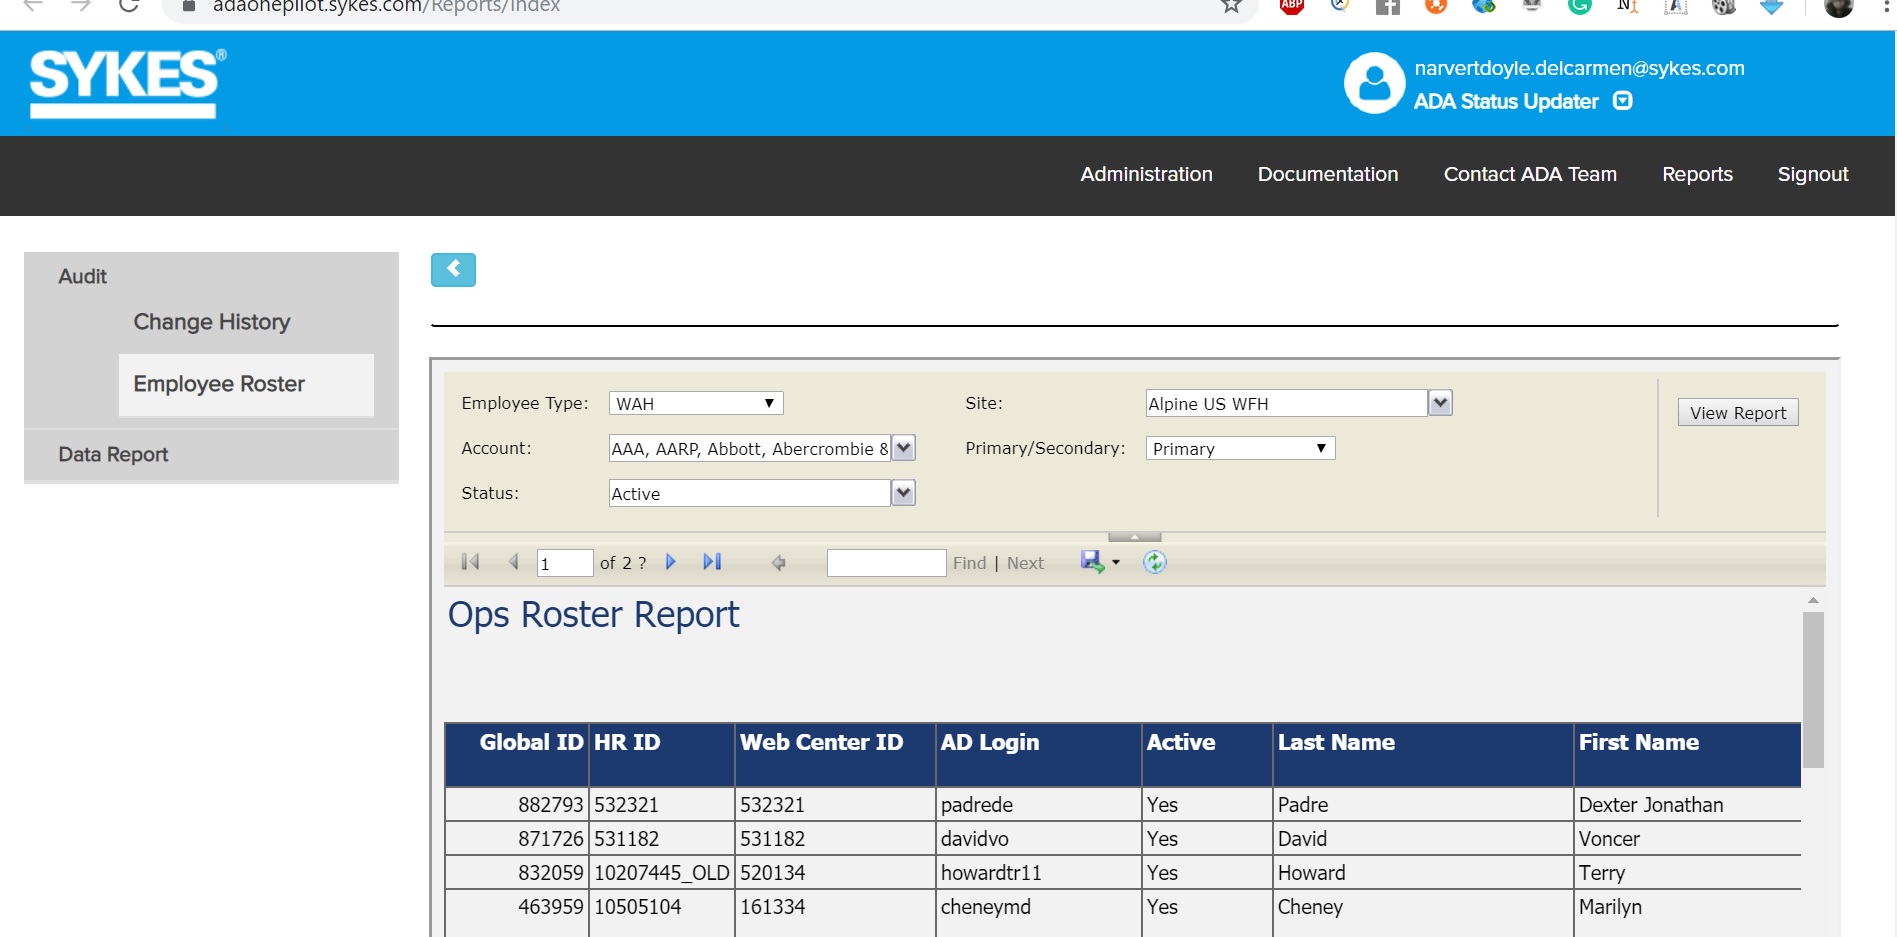 adaonepilot.sykes.com/Reports/Index
ABP
SYKES®
narvertdoyle.delcarmen@sykes.com
ADA Status Updater
Administration Documentation Contact ADA Team Reports Signout
Audit
Change History
Employee Roster
Data Report
Employee Type: WAH Site: Alpine US WFH View Report
Account: AAA, AARP, Abbott, Abercrombie & Primary/Secondary: Primary
Status: Active
1 of 2 ? Find | Next
Ops Roster Report
Global ID HR ID Web Center ID AD Login Active Last Name First Name
882793 532321 532321 padrede Yes Padre Dexter Jonathan
871726 531182 531182 davidvo Yes David Voncer
832059 10207445_OLD 520134 howardtr11 Yes Howard Terry
463959 10505104 161334 cheneymd Yes Cheney Marilyn